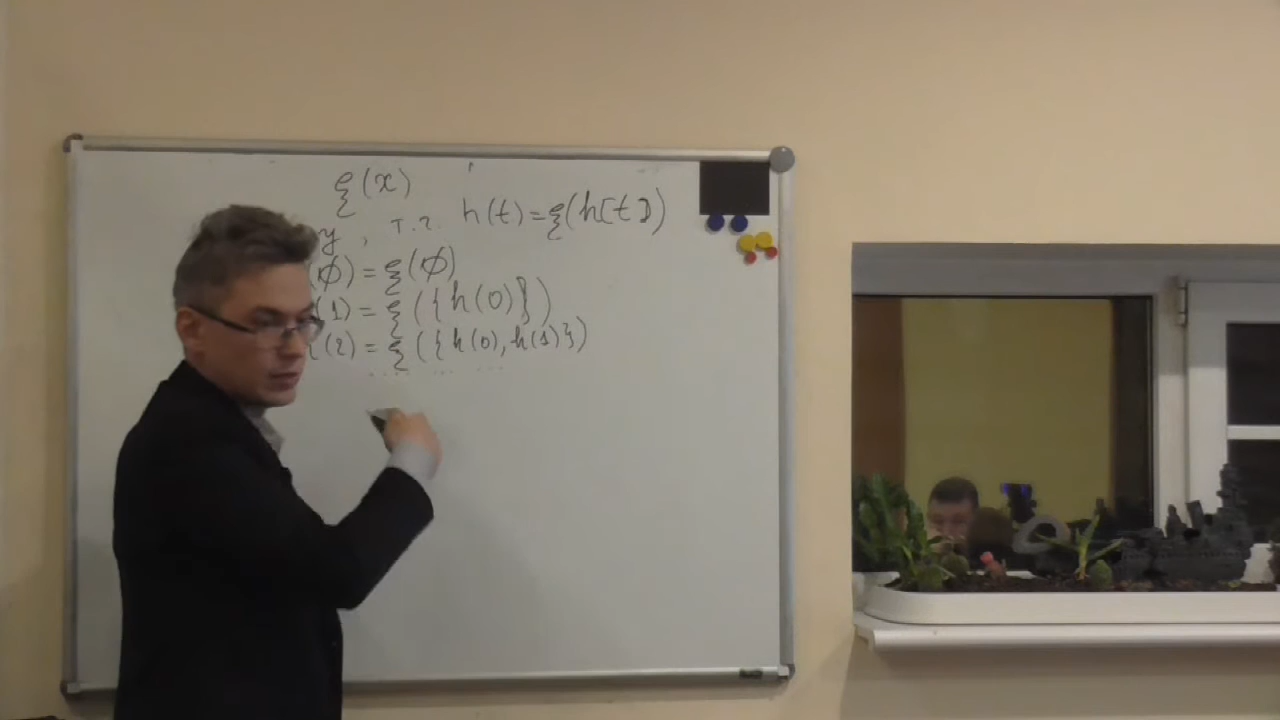 ξ(x)
y, т.ч. h(t)=ξ(h[t])
(∅)=ξ(∅)
(1)=ξ({h(0)})
(2)=ξ({h(0),h(1)})
... ... ...